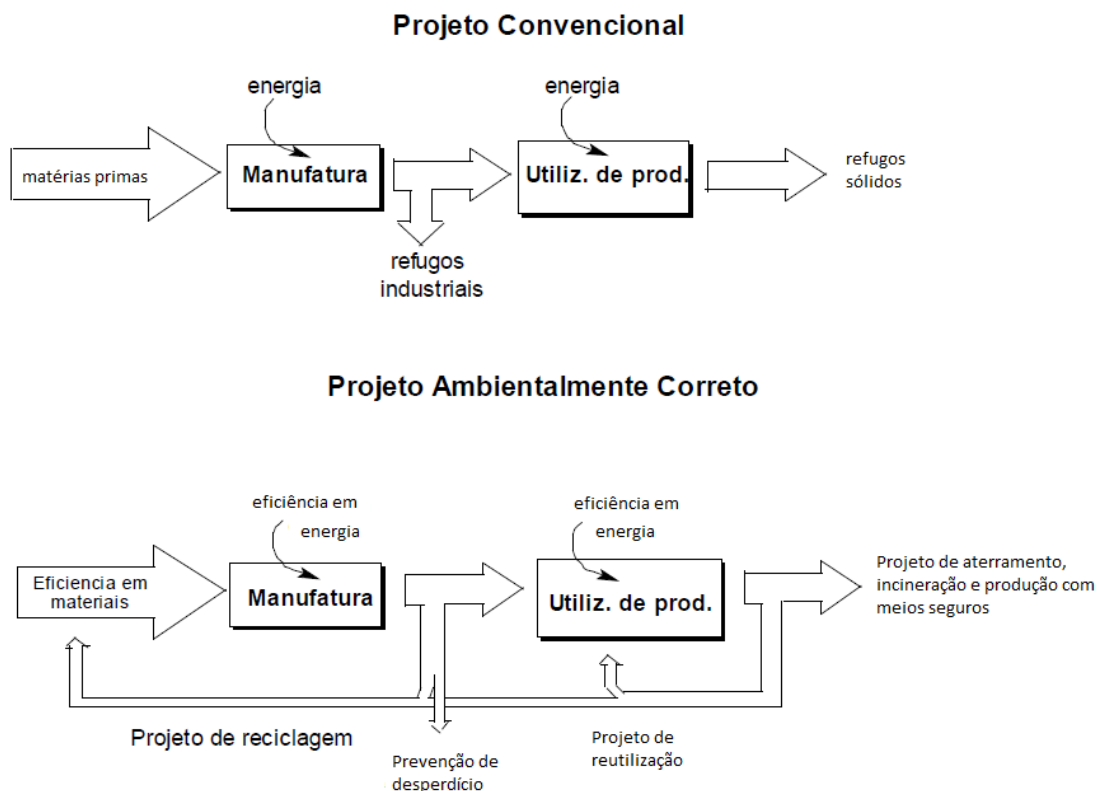 Projeto Convencional
energia
energia
matérias primas
Manufatura
Utiliz. de prod.
refugos
sólidos
refugos
industriais
Projeto Ambientalmente Correto
eficiência em
energia
eficiência em
energia
Eficiencia em
materiais
Manufatura
Utiliz. de prod.
Projeto de aterramento,
incineração e produção com
meios seguros
Projeto de reciclagem
Prevenção de
desperdício
Projeto de
reutilização